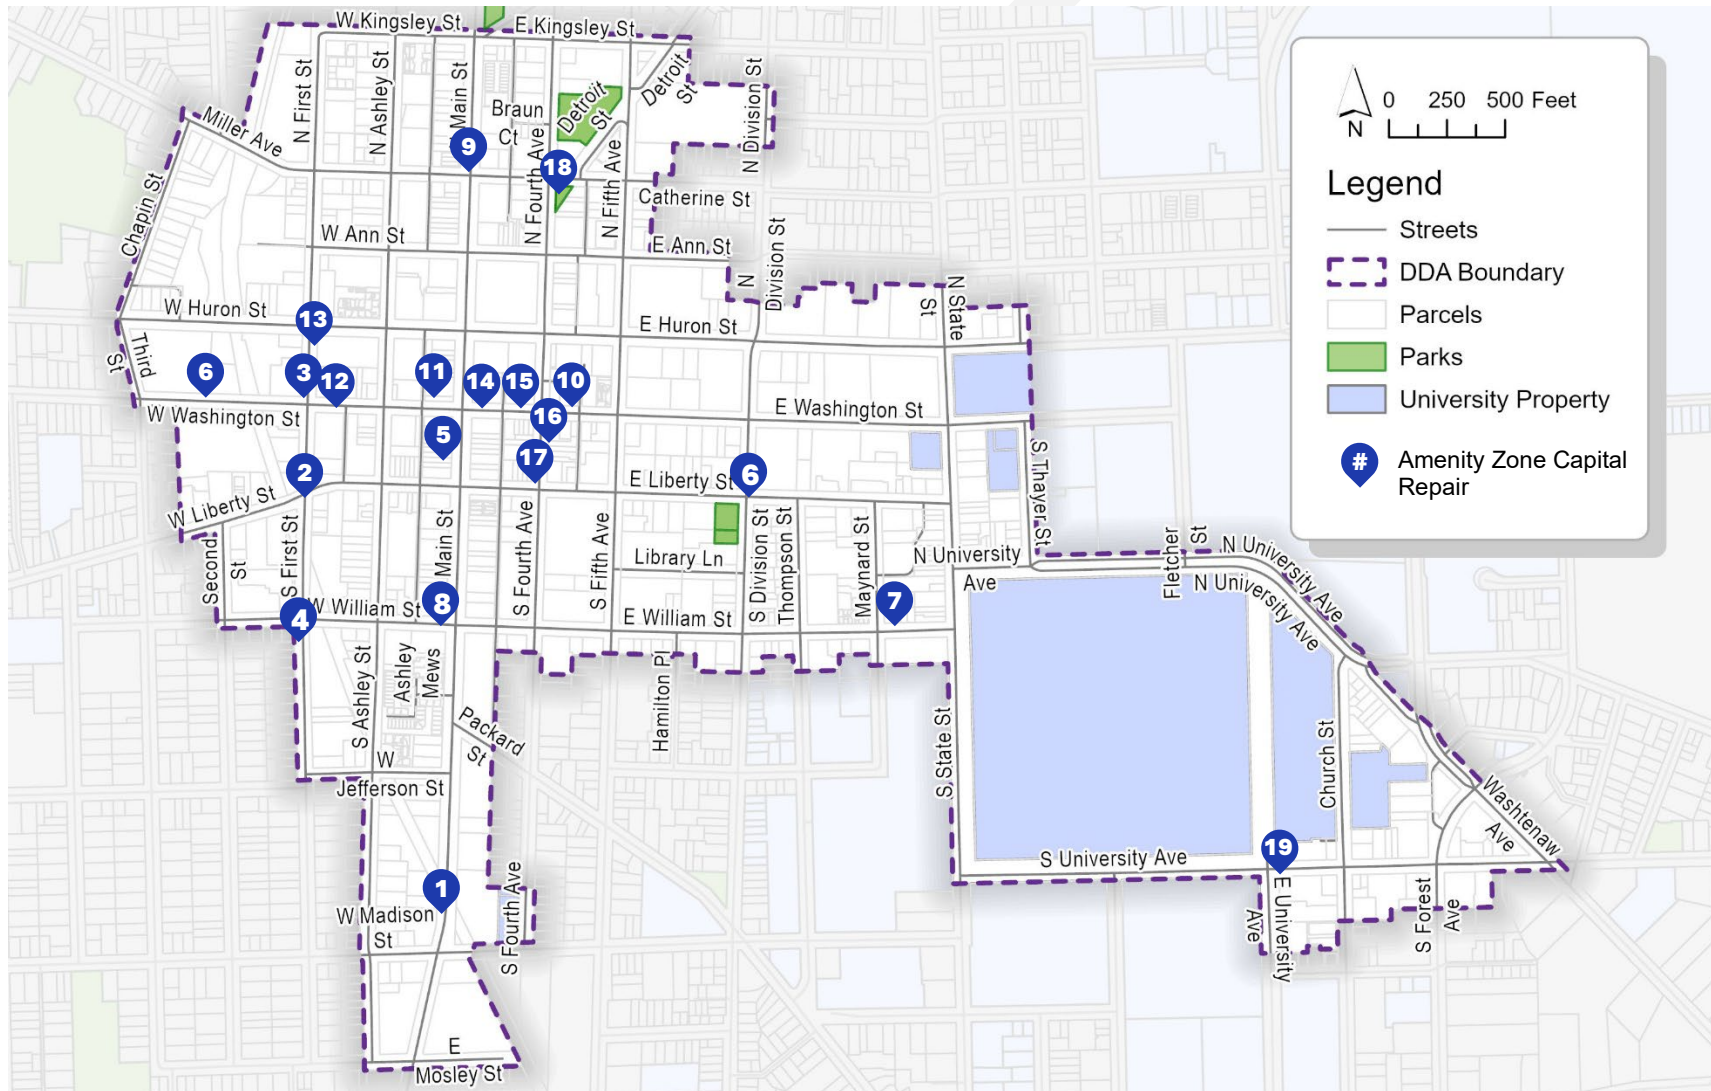 W Kingsley St
E Kingsley St
N First St
N Ashley St
N Main St
Braun
Ct
Detroit
St
Detroit
St
N Division St
Miller Ave
9
18
N Fourth Ave
N Fifth Ave
Catherine St
Chapin St
W Ann St
E Ann St
N
Division St
W Huron St
13
E Huron St
N State
St
Third
St
6
3
12
11
14
15
10
W Washington St
E Washington St
16
5
17
S Thayer St
2
E Liberty St
6
W Liberty St
S First St
S Main St
S Fourth Ave
S Fifth Ave
Library Ln
S Division St
Thompson St
Maynard St
N University
Ave
Fletcher
St
N University Ave
N University Ave
Second
St
4
W William St
8
E William St
7
S Ashley St
Ashley
Mews
Hamilton Pl
Packard
St
S State St
W
Jefferson St
Church St
Washtenaw
Ave
1
W Madison
St
S Fourth Ave
S University Ave
19
E University
Ave
S Forest
Ave
E
Mosley St
N
0 250 500 Feet
Legend
Streets
DDA Boundary
Parcels
Parks
University Property
# Amenity Zone Capital
Repair